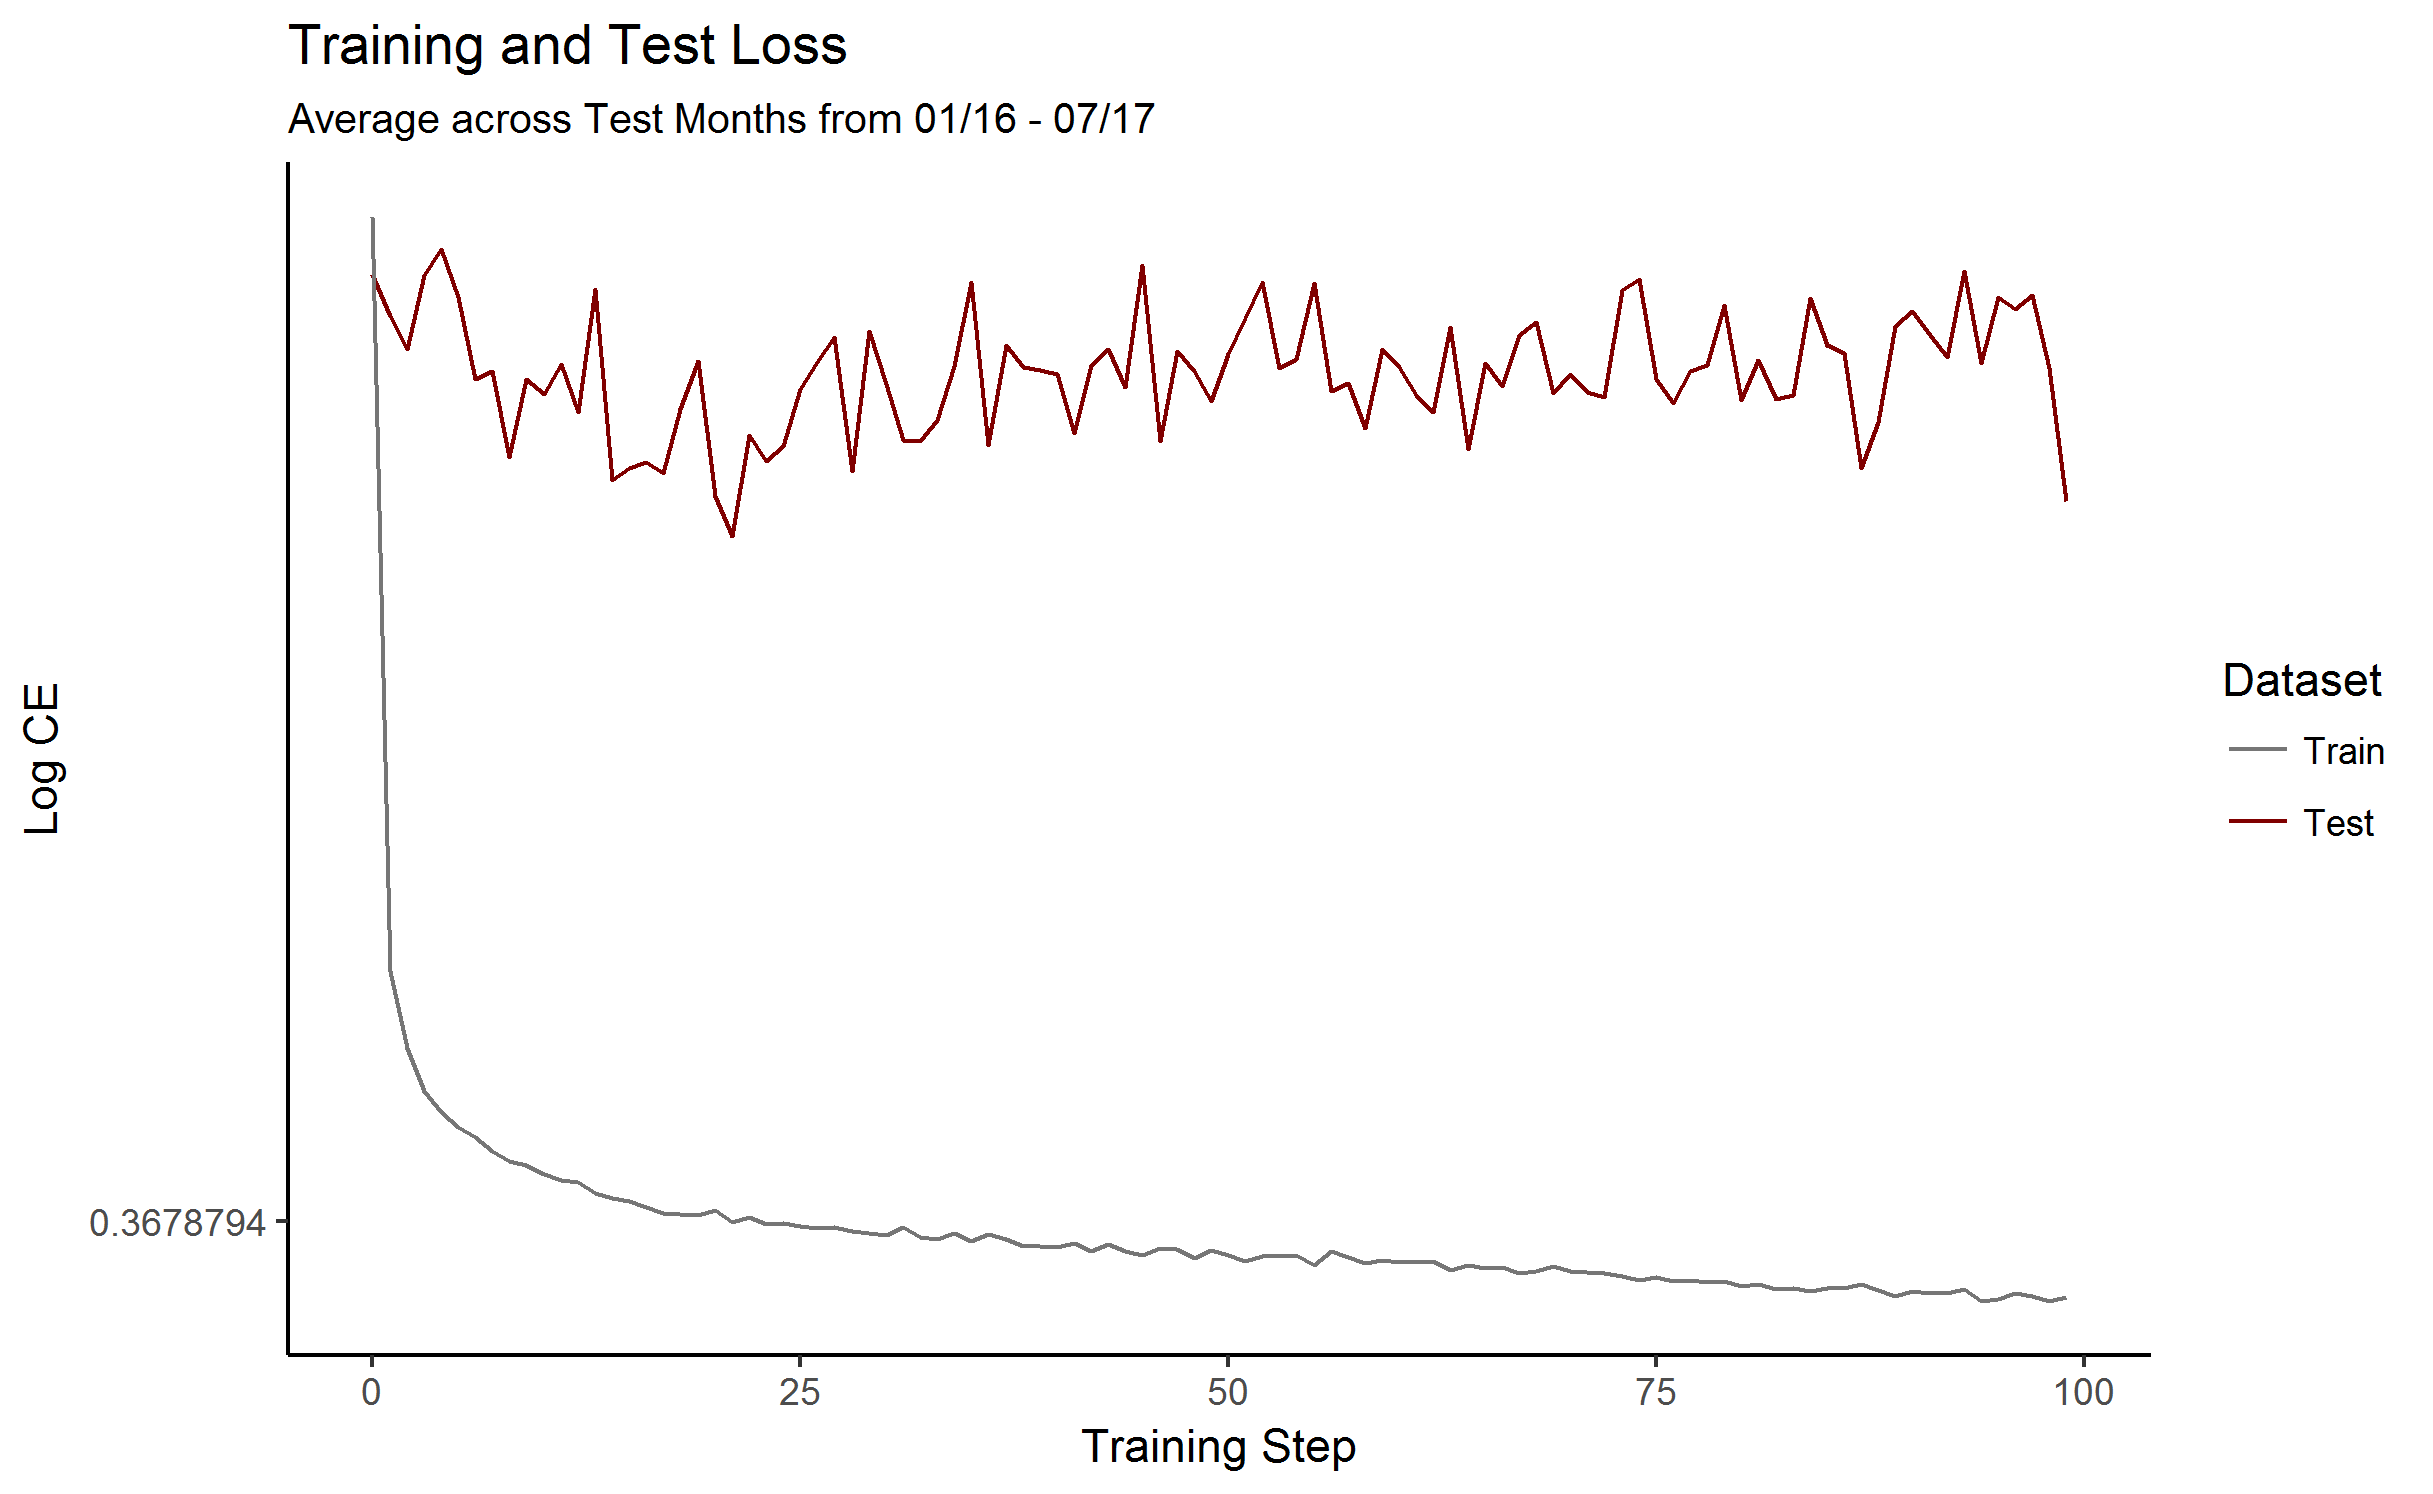 Training and Test Loss
Average across Test Months from 01/16 - 07/17
Log CE
0.3678794
0 25 50 75 100
Training Step
Dataset
Train
Test